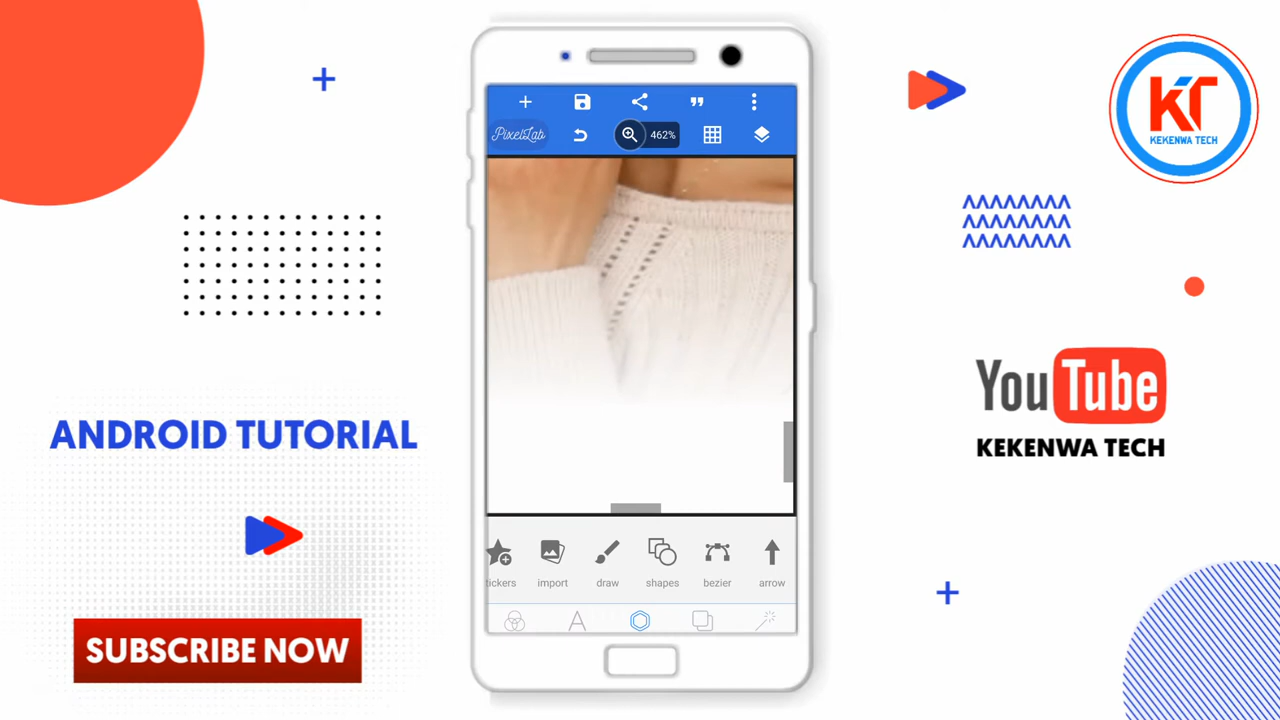 KT
KEKENWA TECH
PixelLab
462%
ANDROID TUTORIAL
SUBSCRIBE NOW
YouTube
KEKENWA TECH
tickers
import
draw
shapes
bezier
arrow